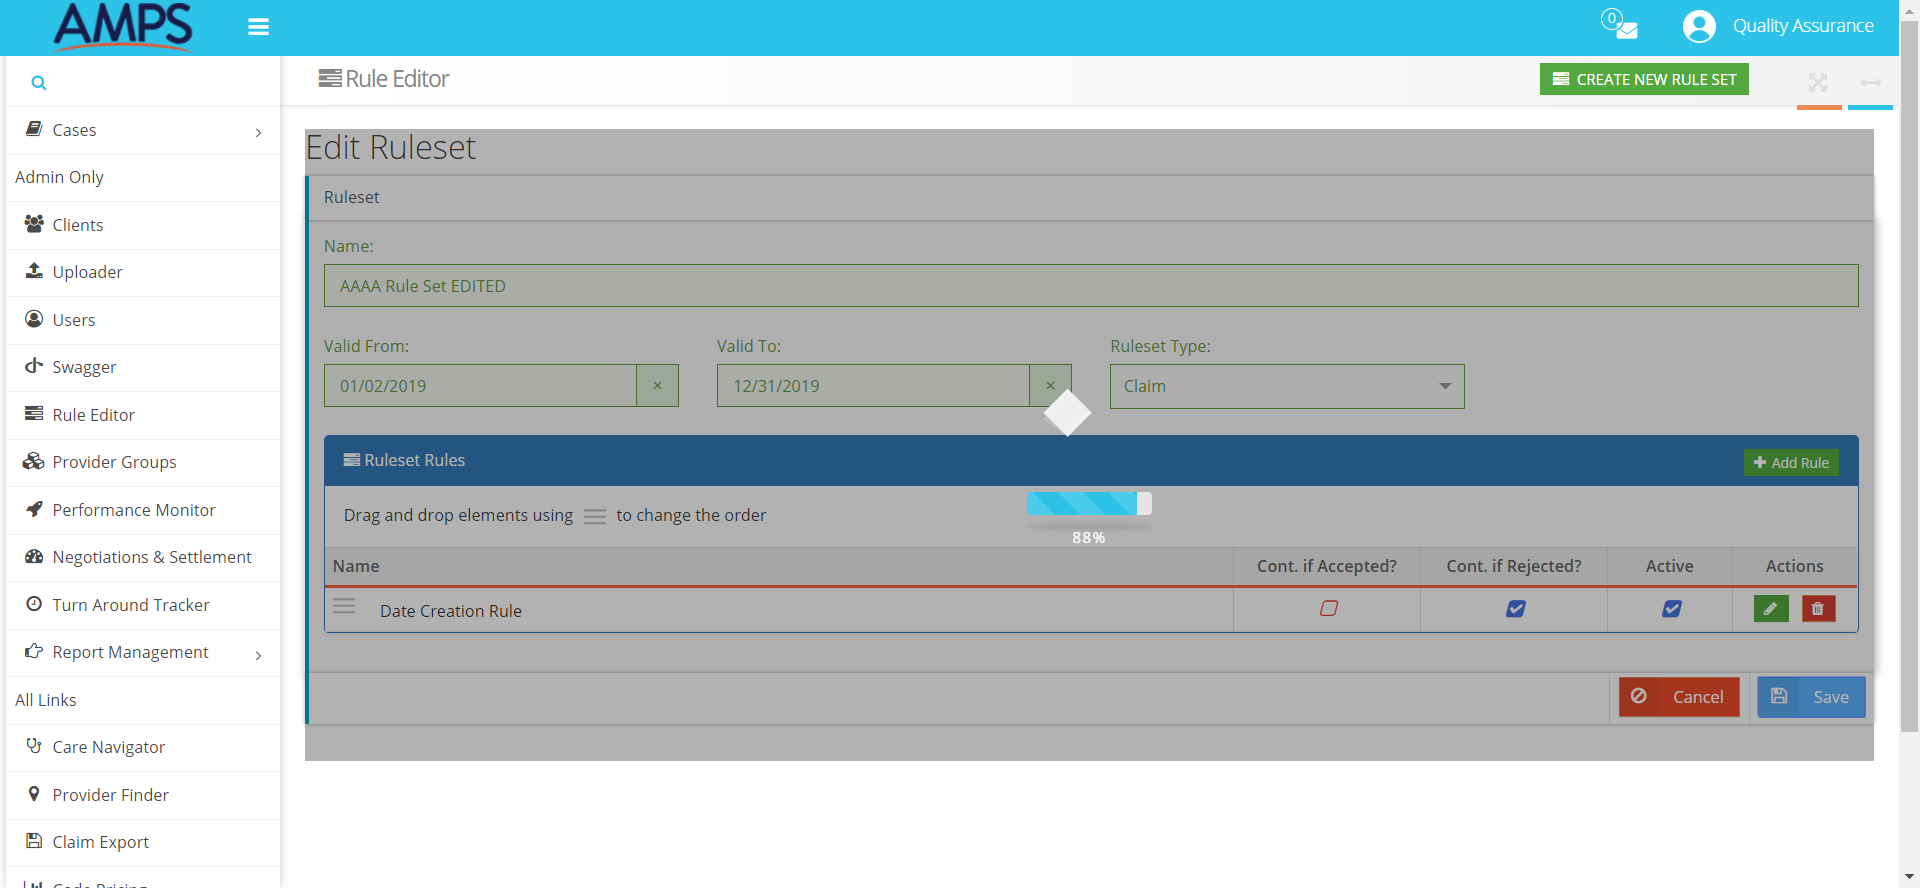 AMPS
0
Quality Assurance
Rule Editor
CREATE NEW RULE SET
Cases
Admin Only
Clients
Uploader
Users
Swagger
Rule Editor
Provider Groups
Performance Monitor
Negotiations & Settlement
Turn Around Tracker
Report Management
All Links
Care Navigator
Provider Finder
Claim Export
Edit Ruleset
Ruleset
Name:
AAAA Rule Set EDITED
Valid From: Valid To: Ruleset Type:
01/02/2019 × 12/31/2019 × Claim
Ruleset Rules
Add Rule
Drag and drop elements using to change the order
88%
Name Cont. if Accepted? Cont. if Rejected? Active Actions
Date Creation Rule
Cancel Save